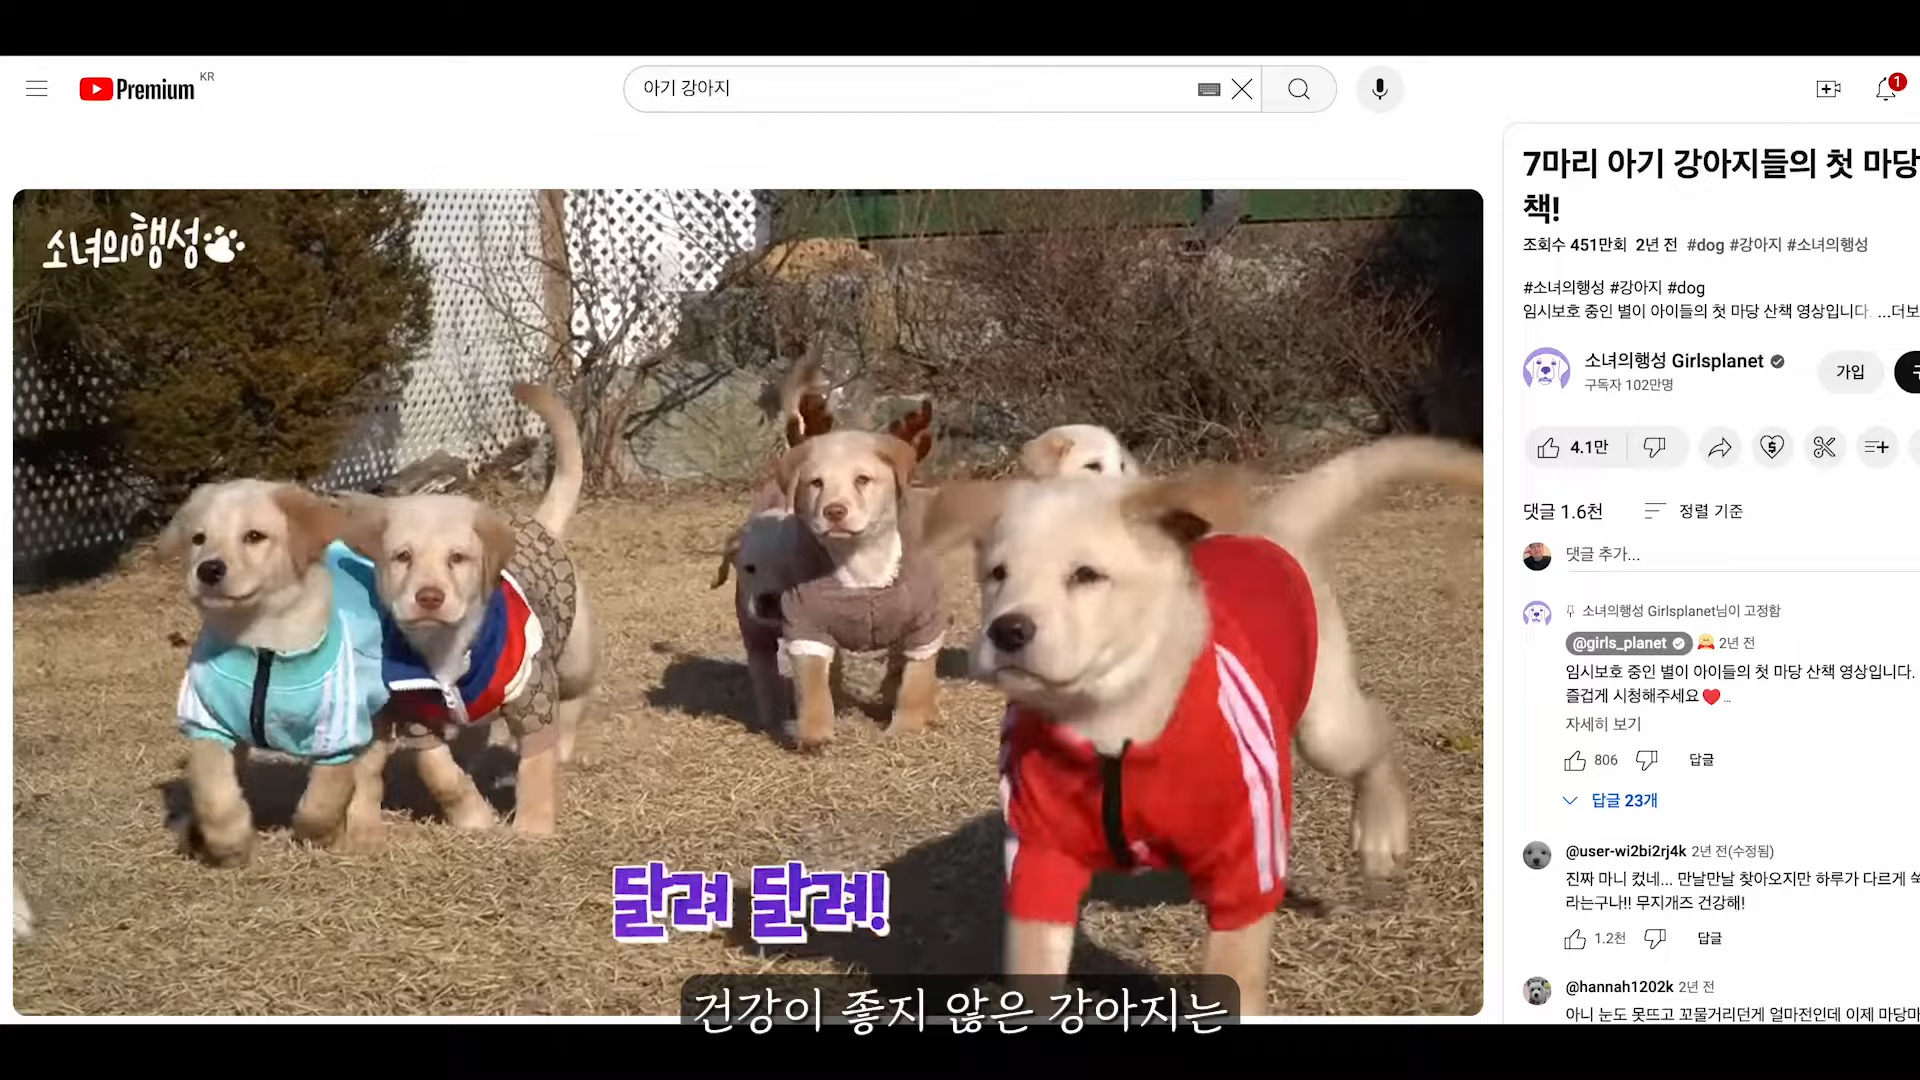 Premium KR
아기 강아지
1
소녀의행성
달려 달려!
건강이 좋지 않은 강아지는
7마리 아기 강아지들의 첫 마당
책!
조회수 451만회 2년 전 #dog #강아지 #소녀의행성
#소녀의행성 #강아지 #dog
임시보호 중인 별이 아이들의 첫 마당 산책 영상입니다. ...더보
소녀의행성 Girlsplanet
구독자 102만명
가입
4.1만
댓글 1.6천
정렬 기준
댓글 추가...
소녀의행성 Girlsplanet님이 고정함
@girls_planet 2년 전
임시보호 중인 별이 아이들의 첫 마당 산책 영상입니다.
즐겁게 시청해주세요❤️ ...
자세히 보기
806
답글
답글 23개
@user-wi2bi2rj4k 2년 전(수정됨)
진짜 마니 컸네... 만날만날 찾아오지만 하루가 다르게 쑥
라는구나!! 무지개즈 건강해!
1.2천
답글
@hannah1202k 2년 전
아니 눈도 못뜨고 꼬물거리던게 얼마전인데 이제 마당마